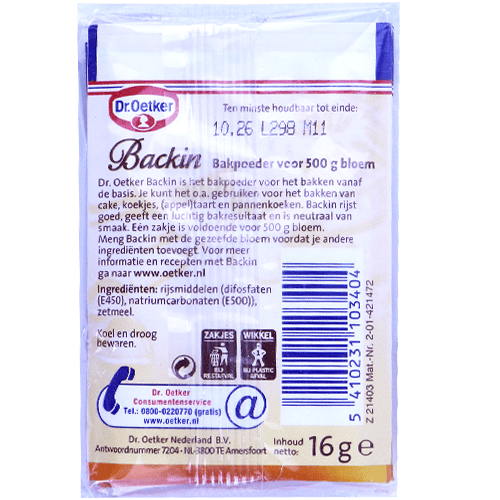 Dr.Oetker
Ten minste houdbaar tot einde:
10.26 L298 M11
Backin Bakpoeder voor 500 g bloem
Dr. Oetker Backin is het bakpoeder voor het bakken vanaf
de basis. Je kunt het o.a. gebruiken voor het bakken van
cake, koekjes, (appel)taart en pannenkoeken. Backin rijst
goed, geeft een luchtig bakresultaat en is neutraal van
smaak. Eén zakje is voldoende voor 500 g bloem.
Meng Backin met de gezeefde bloem voordat je andere
ingrediënten toevoegt. Voor meer
informatie en recepten met Backin
ga naar www.oetker.nl
Ingrediënten: rijsmiddelen (difosfaten
(E450), natriumcarbonaten (E500)),
zetmeel.
Koel en droog
bewaren.
ZAKJES
BIJ
RESTAFVAL
WIKKEL
BIJ PLASTIC
AFVAL
5 410231 103404
Z 21403 Mat.-Nr. 2-01-421472
Dr. Oetker
Consumentenservice
Tel.: 0800-0220770 (gratis)
www.oetker.nl
@
Dr. Oetker Nederland B.V.
Antwoordnummer 7204 - NL-3800 TE Amersfoort
Inhoud
netto: 16 g e